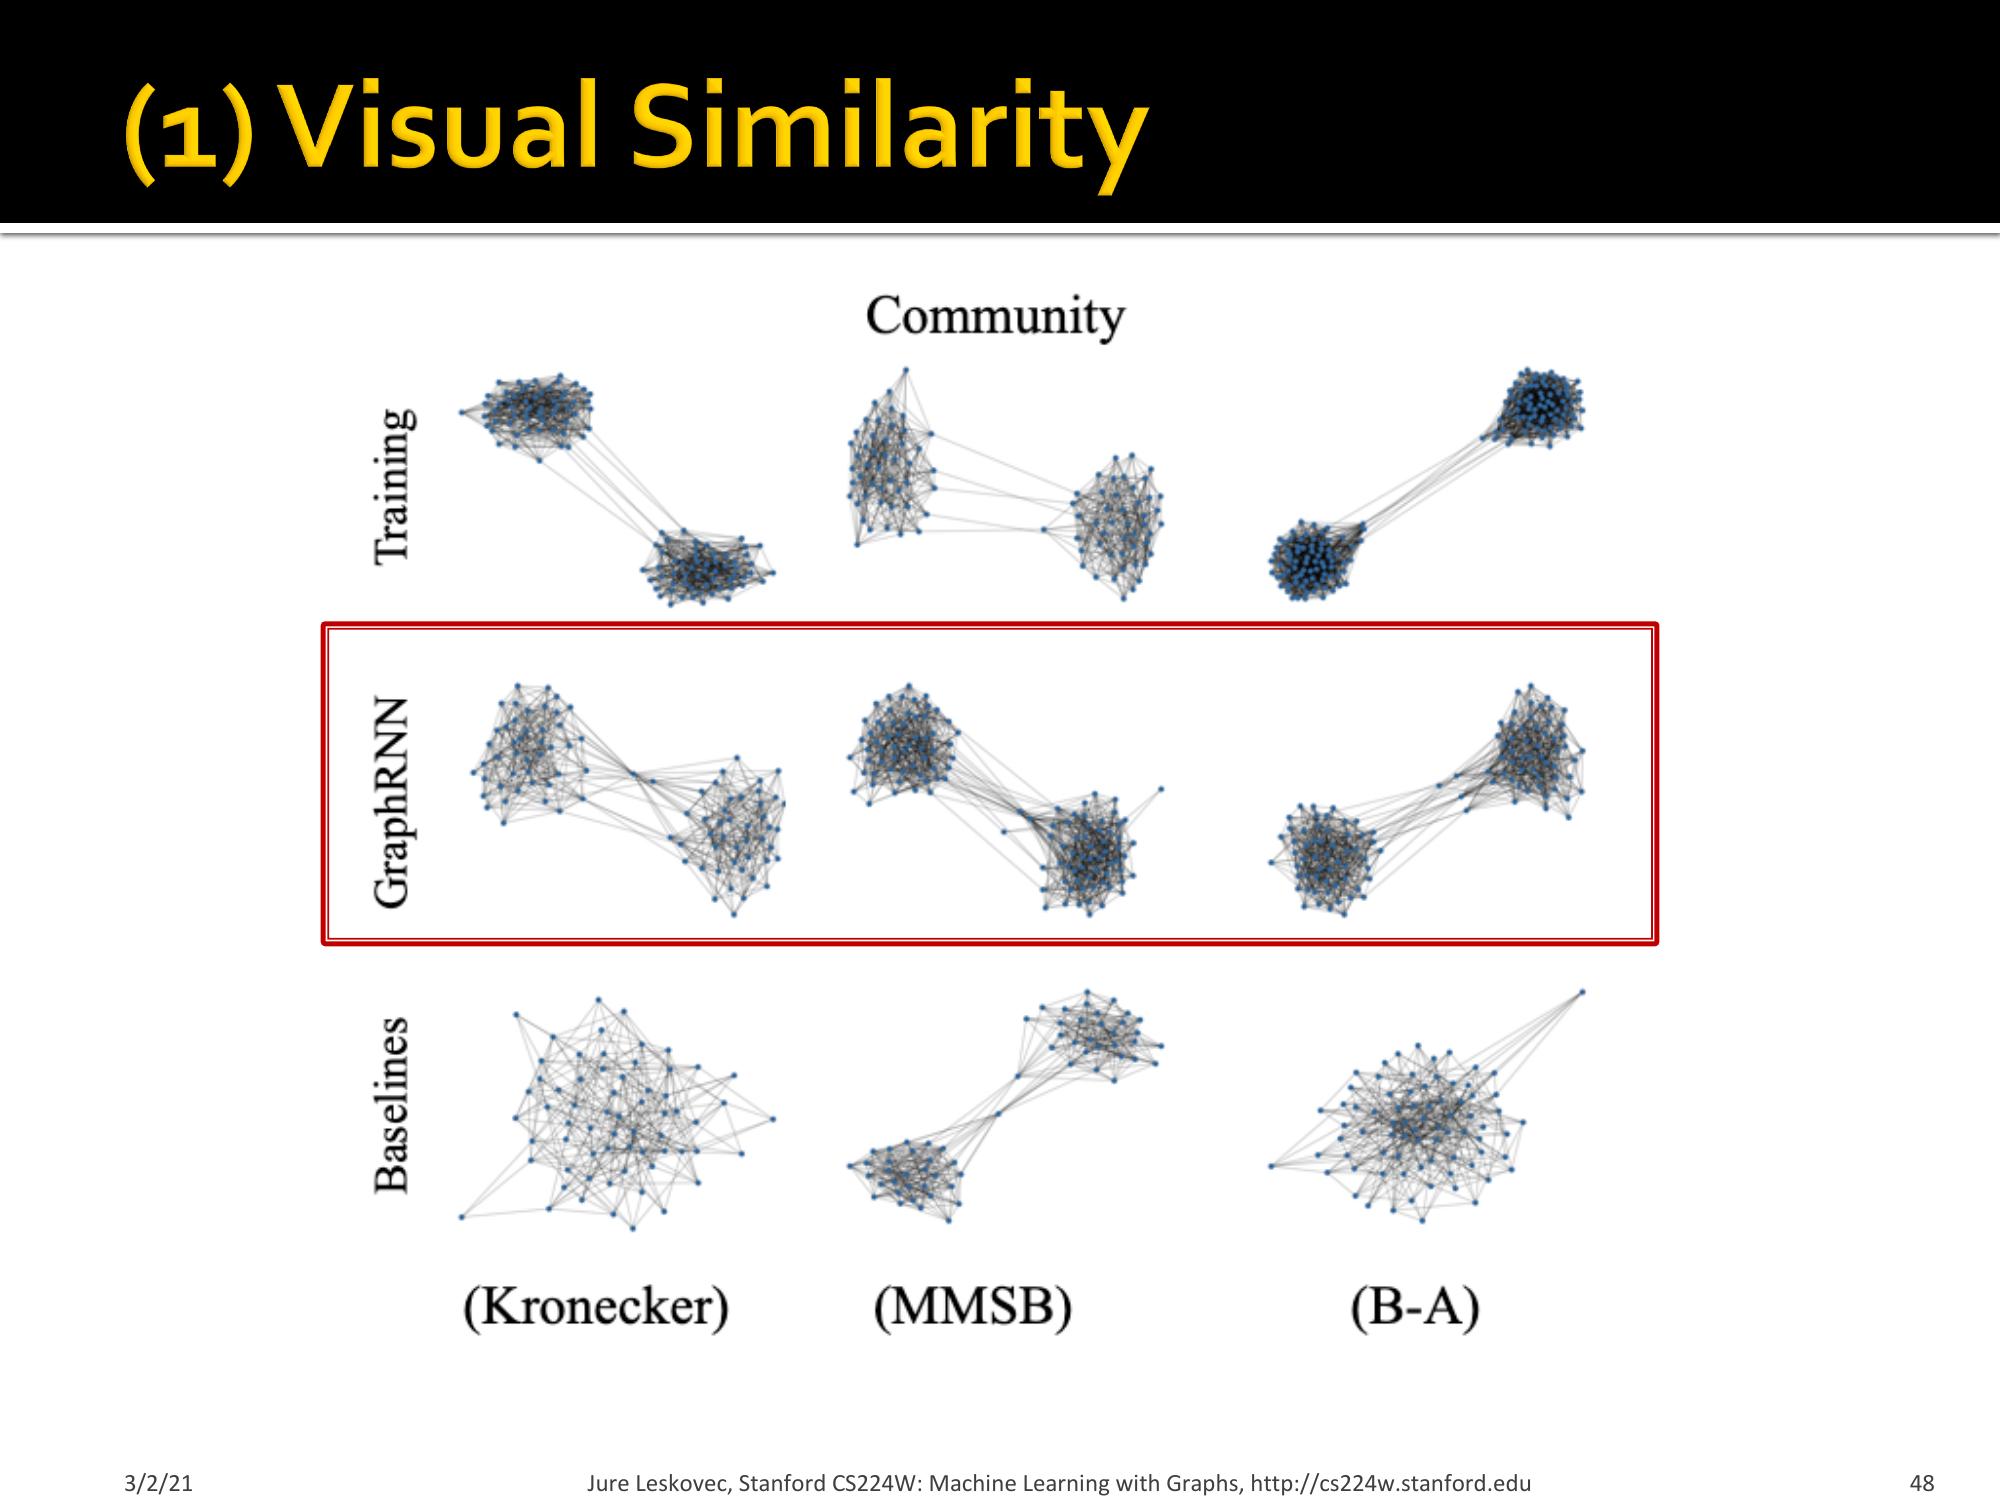 (1) Visual Similarity
Community
Training
GraphRNN
Baselines
(Kronecker) (MMSB) (B-A)
3/2/21 Jure Leskovec, Stanford CS224W: Machine Learning with Graphs, http://cs224w.stanford.edu 48